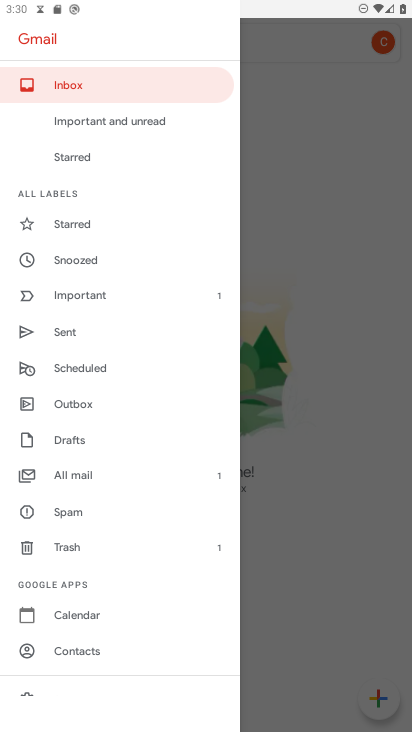 3:30
Gmail
C
Inbox
Important and unread
Starred
ALL LABELS
Starred
Snoozed
Important 1
Sent
Scheduled
Outbox
Drafts
me!
x
All mail 1
Spam
Trash 1
GOOGLE APPS
Calendar
Contacts